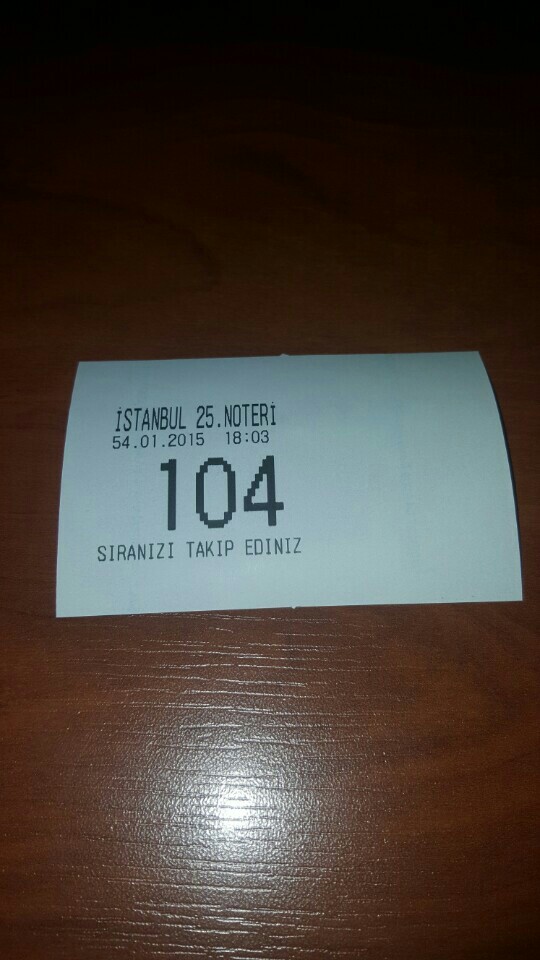 İSTANBUL 25.NOTERİ
54.01.2015 18:03
104
SIRANIZI TAKIP EDINIZ